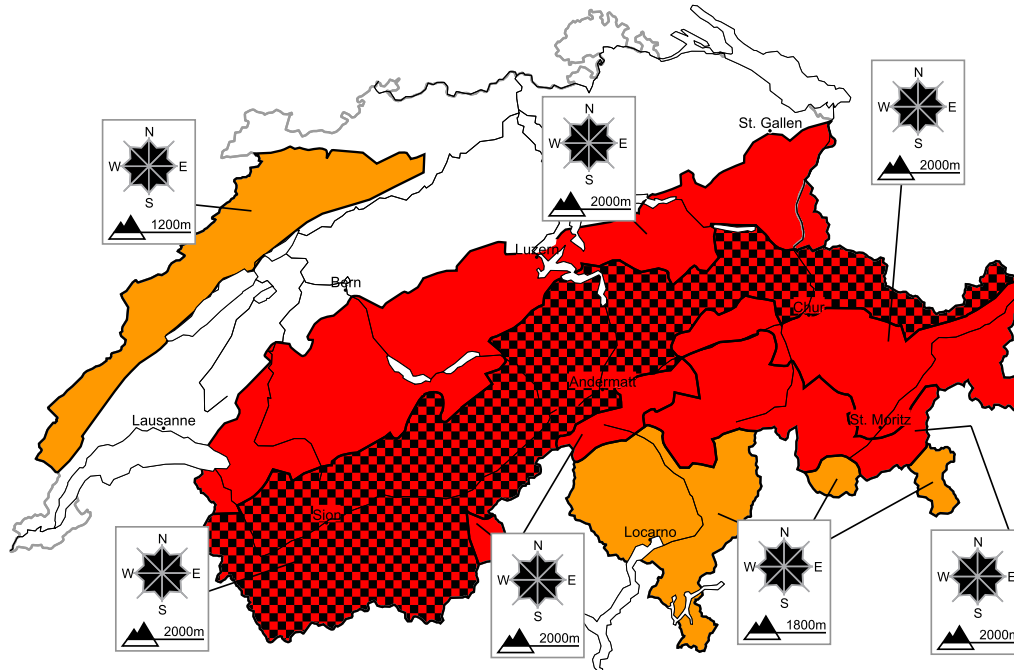 N
W E
S
2000m
N
W E
S
2000m
N
W E
S
1200m
St. Gallen
Luzern
Bern
Chur
Andermatt
Lausanne
St. Moritz
Sion
Locarno
N
W E
S
2000m
N
W E
S
2000m
N
W E
S
1800m
N
W E
S
2000m